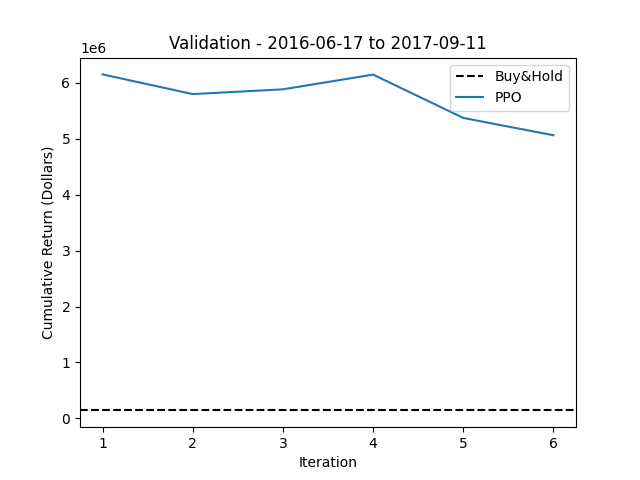 Validation - 2016-06-17 to 2017-09-11
1e6
Buy&Hold
PPO
6
5
4
3
2
1
0
Cumulative Return (Dollars)
1 2 3 4 5 6
Iteration